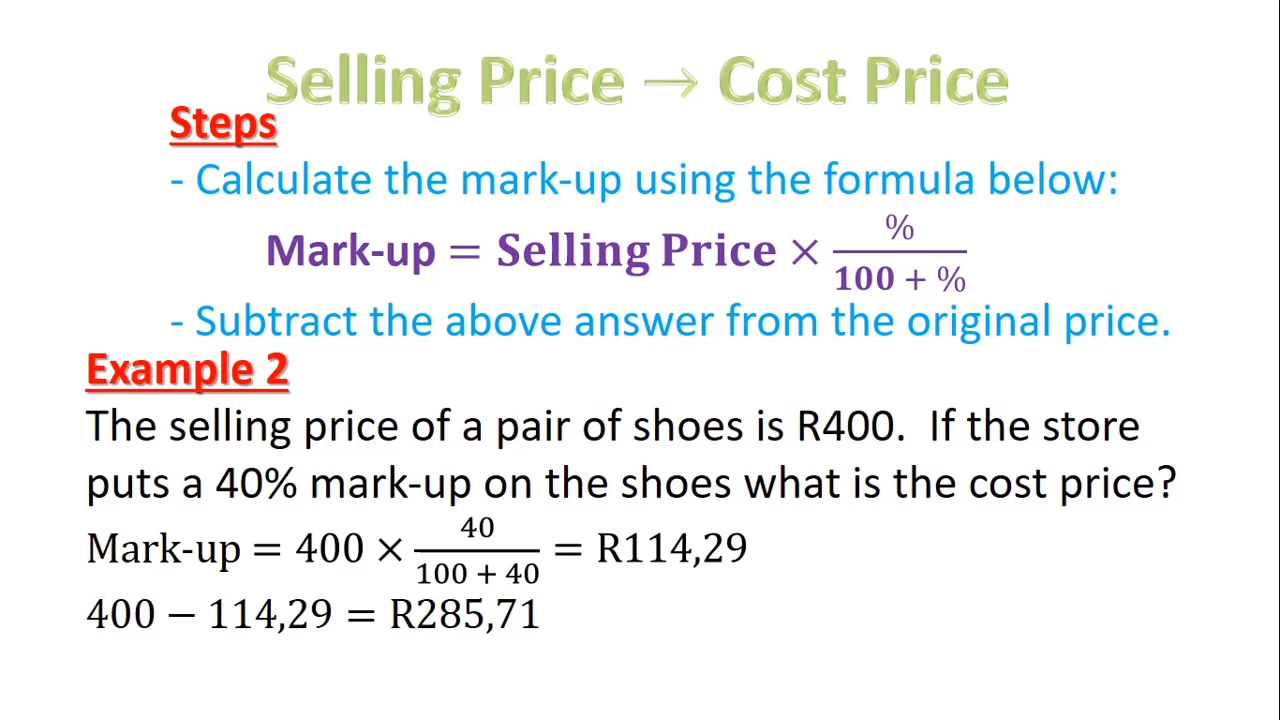 Selling Price → Cost Price
Steps
- Calculate the mark-up using the formula below:
Mark-up = Selling Price × %/(100 + %)
- Subtract the above answer from the original price.
Example 2
The selling price of a pair of shoes is R400. If the store
puts a 40% mark-up on the shoes what is the cost price?
Mark-up = 400 × 40/(100 + 40) = R114,29
400 − 114,29 = R285,71